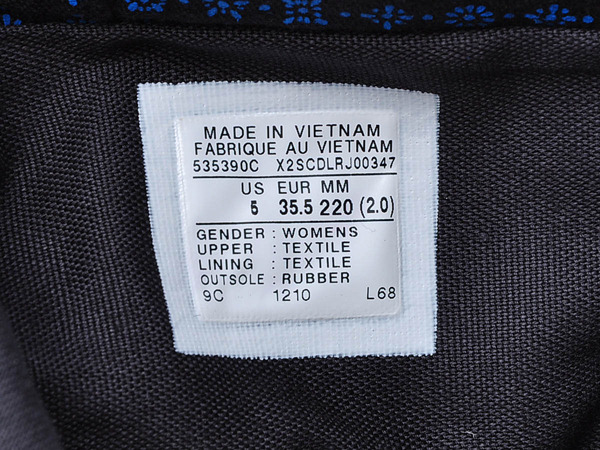 MADE IN VIETNAM
FABRIQUE AU VIETNAM
535390C X2SCDLRJ00347
US EUR MM
5 35.5 220 (2.0)
GENDER : WOMENS
UPPER : TEXTILE
LINING : TEXTILE
OUTSOLE : RUBBER
9C 1210 L68